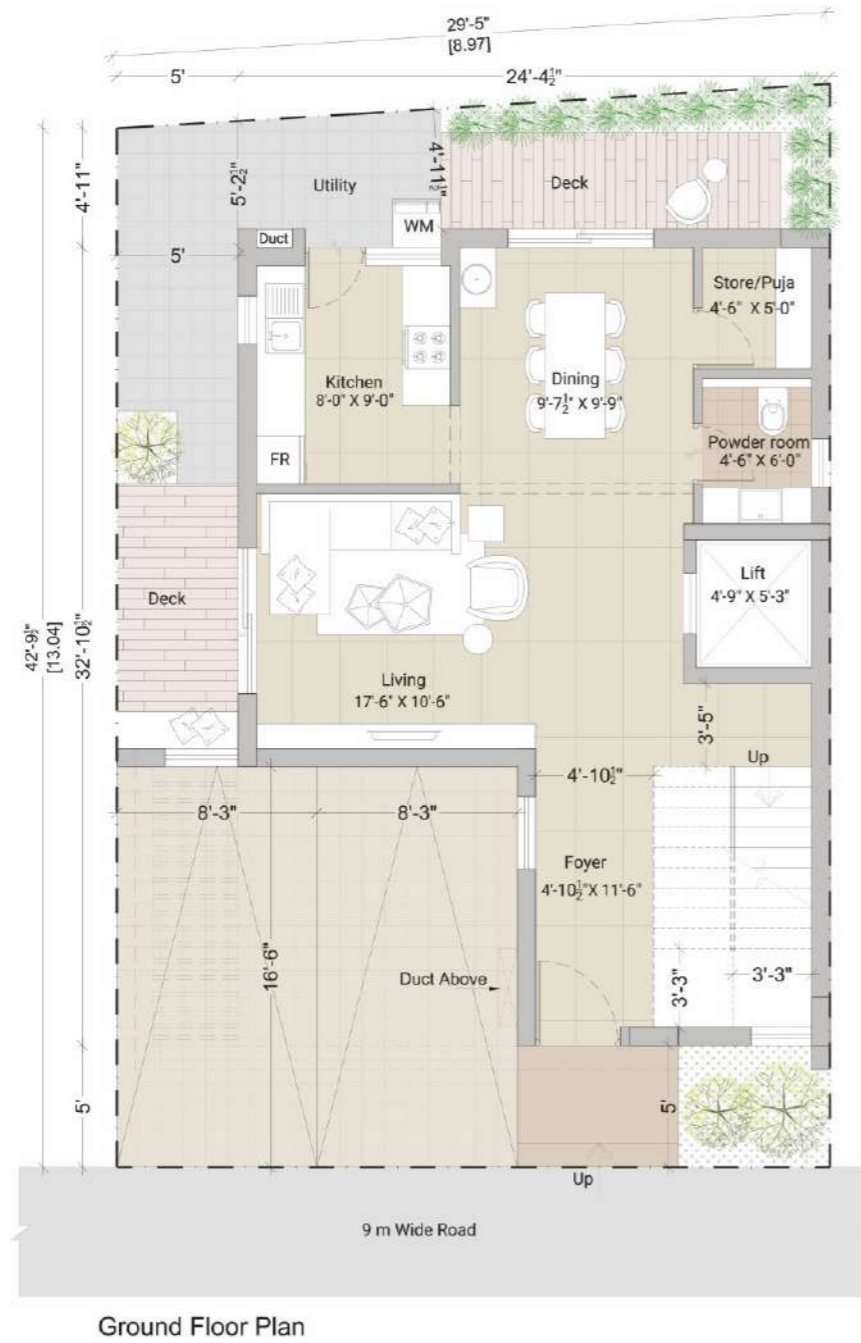 29'-5"
[8.97]
5'
24'-4½"
4'-11"
5'-2½"
4'-11½"
Utility
Deck
WM
Duct
5'
Store/Puja
4'-6" X 5'-0"
Kitchen
8'-0" X 9'-0"
Dining
9'-7½" X 9'-9"
Powder room
4'-6" X 6'-0"
FR
Lift
4'-9" X 5'-3"
Deck
42'-9½"
[13.04]
32'-10½"
Living
17'-6" X 10'-6"
3'-5"
Up
4'-10½"
8'-3"
8'-3"
Foyer
4'-10½"X 11'-6"
16'-6"
Duct Above
3'-3"
3'-3"
5'
5'
Up
9 m Wide Road
Ground Floor Plan